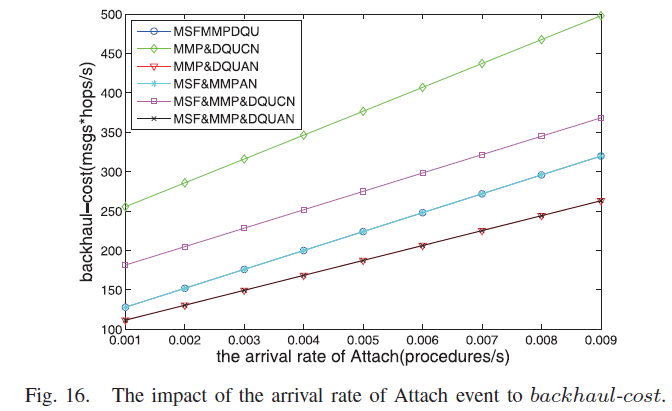 500
450
400
350
300
250
200
150
100
backhaul-cost(msgs*hops/s)
MSFMMPDQU
MMP&DQUCN
MMP&DQUAN
MSF&MMPAN
MSF&MMP&DQUCN
MSF&MMP&DQUAN
0.001 0.002 0.003 0.004 0.005 0.006 0.007 0.008 0.009
the arrival rate of Attach(procedures/s)
Fig. 16. The impact of the arrival rate of Attach event to backhaul-cost.